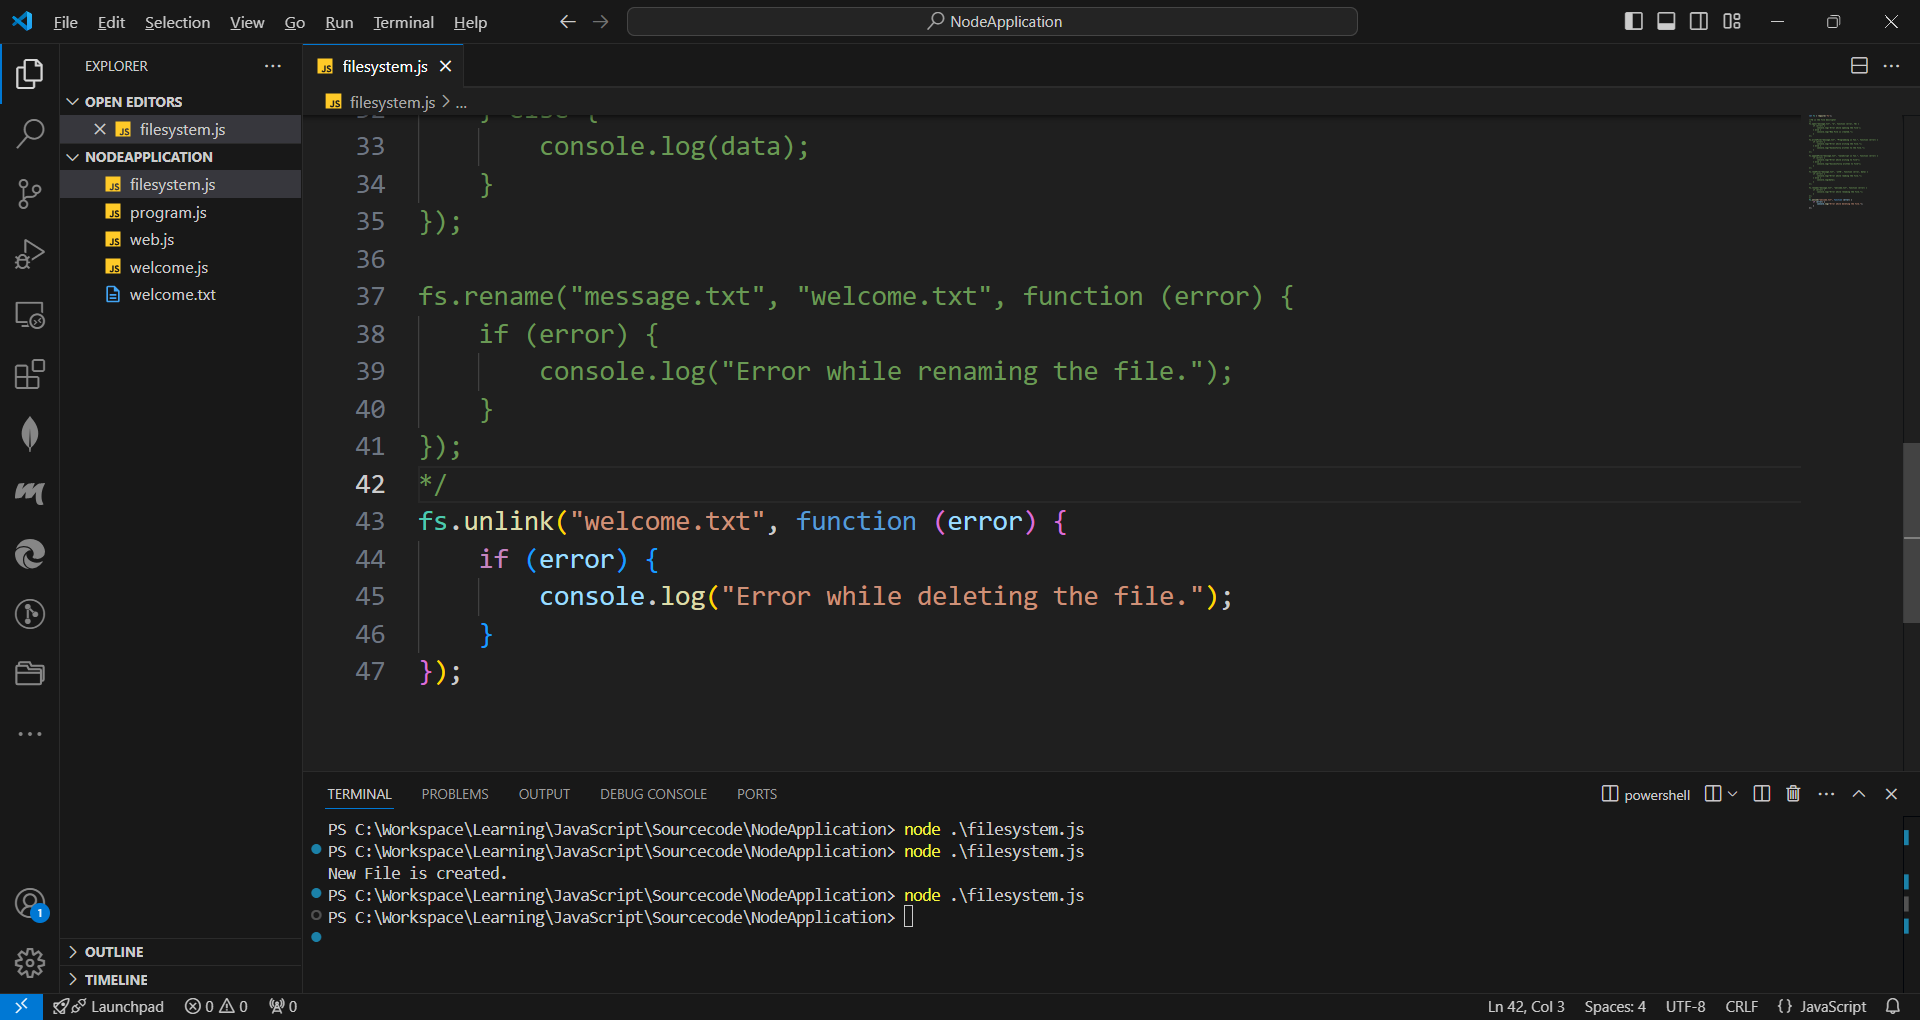 File Edit Selection View Go Run Terminal Help
NodeApplication
EXPLORER
OPEN EDITORS
filesystem.js
NODEAPPLICATION
filesystem.js
program.js
web.js
welcome.js
welcome.txt
OUTLINE
TIMELINE
filesystem.js
filesystem.js > ...
32 } else {
33 console.log(data);
34 }
35 });
36
37 fs.rename("message.txt", "welcome.txt", function (error) {
38 if (error) {
39 console.log("Error while renaming the file.");
40 }
41 });
42 */
43 fs.unlink("welcome.txt", function (error) {
44 if (error) {
45 console.log("Error while deleting the file.");
46 }
47 });
TERMINAL PROBLEMS OUTPUT DEBUG CONSOLE PORTS
powershell
PS C:\Workspace\Learning\JavaScript\Sourcecode\NodeApplication> node .\filesystem.js
PS C:\Workspace\Learning\JavaScript\Sourcecode\NodeApplication> node .\filesystem.js
New File is created.
PS C:\Workspace\Learning\JavaScript\Sourcecode\NodeApplication> node .\filesystem.js
PS C:\Workspace\Learning\JavaScript\Sourcecode\NodeApplication>
1
Launchpad 0 0 0
Ln 42, Col 3 Spaces: 4 UTF-8 CRLF {} JavaScript